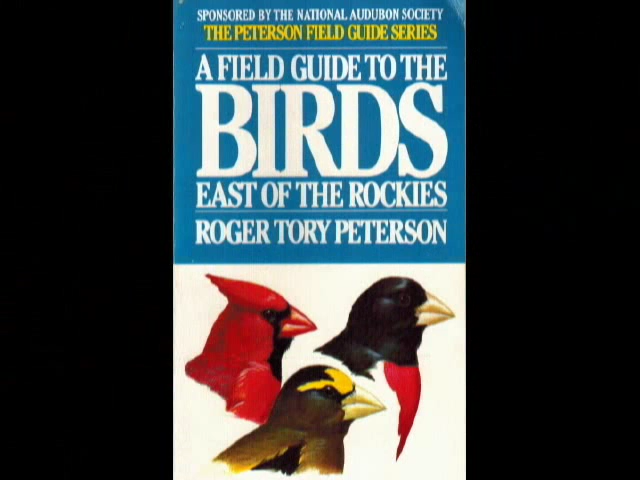 SPONSORED BY THE NATIONAL AUDUBON SOCIETY
THE PETERSON FIELD GUIDE SERIES
A FIELD GUIDE TO THE
BIRDS
EAST OF THE ROCKIES
ROGER TORY PETERSON